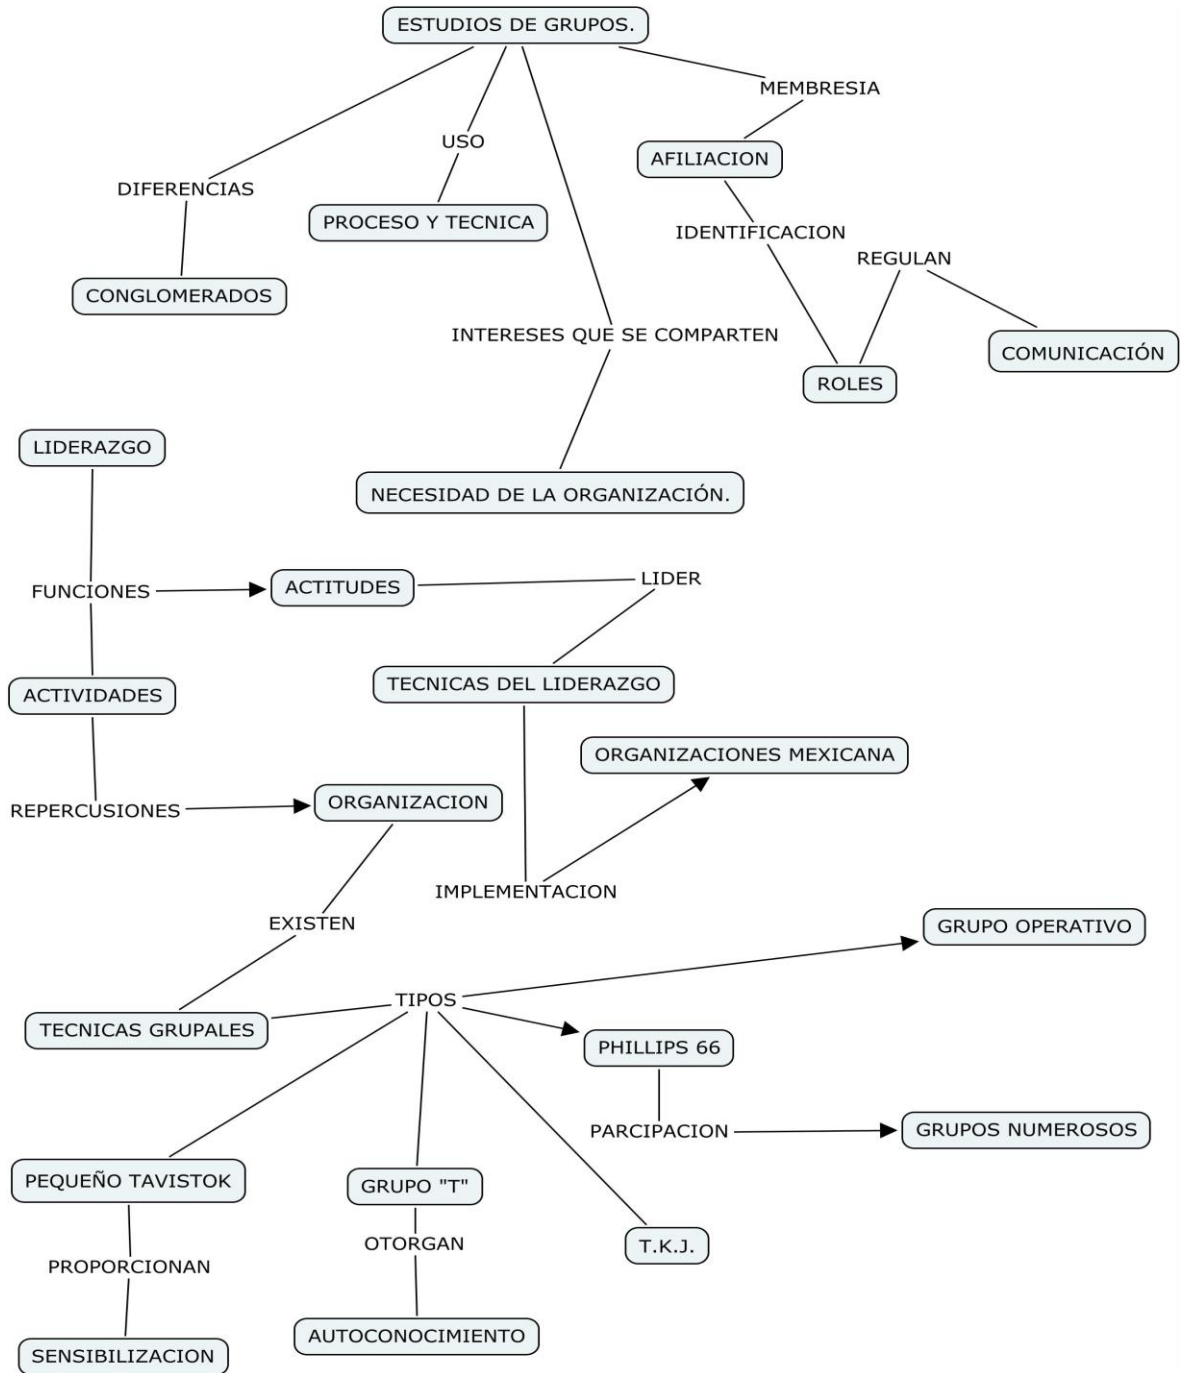 ESTUDIOS DE GRUPOS.
MEMBRESIA
USO
AFILIACION
DIFERENCIAS
PROCESO Y TECNICA
IDENTIFICACION
REGULAN
CONGLOMERADOS
INTERESES QUE SE COMPARTEN
COMUNICACIÓN
ROLES
LIDERAZGO
NECESIDAD DE LA ORGANIZACIÓN.
FUNCIONES
ACTITUDES
LIDER
ACTIVIDADES
TECNICAS DEL LIDERAZGO
ORGANIZACIONES MEXICANA
REPERCUSIONES
ORGANIZACION
IMPLEMENTACION
EXISTEN
GRUPO OPERATIVO
TIPOS
TECNICAS GRUPALES
PHILLIPS 66
PARCIPACION
GRUPOS NUMEROSOS
PEQUEÑO TAVISTOK
GRUPO "T"
OTORGAN
T.K.J.
PROPORCIONAN
AUTOCONOCIMIENTO
SENSIBILIZACION